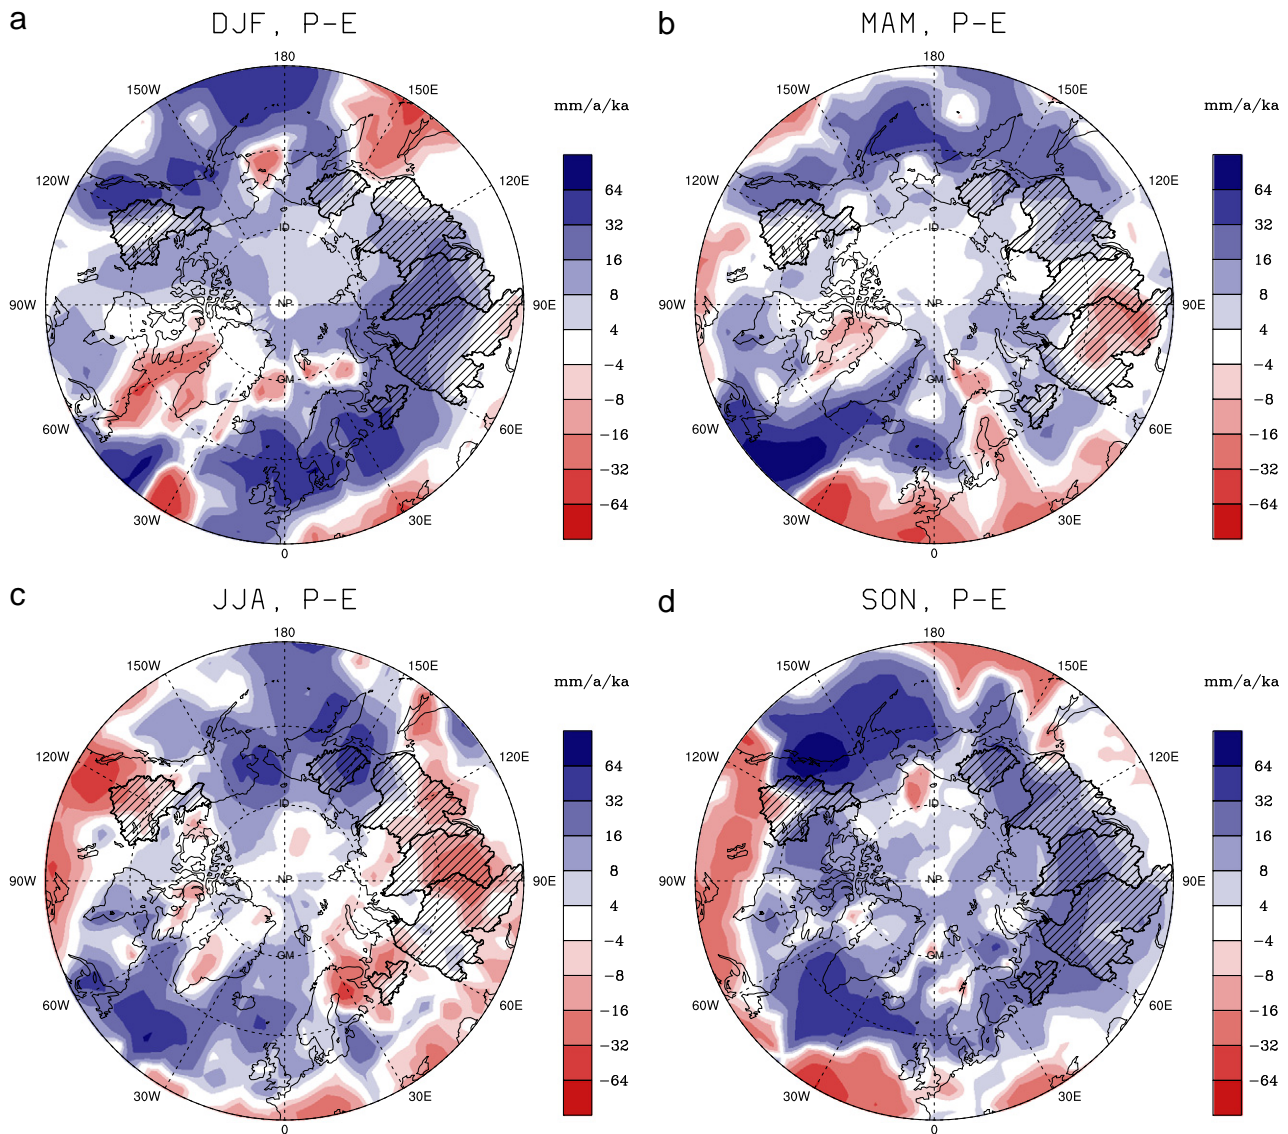 a
DJF, P-E
180
150W
150E
120W
120E
90W
90E
60W
60E
30W
30E
0
ID
NP
GM
mm/a/ka
64
32
16
8
4
-4
-8
-16
-32
-64
b
MAM, P-E
180
150W
150E
120W
120E
90W
90E
60W
60E
30W
30E
0
ID
NP
GM
mm/a/ka
64
32
16
8
4
-4
-8
-16
-32
-64
c
JJA, P-E
180
150W
150E
120W
120E
90W
90E
60W
60E
30W
30E
0
ID
NP
GM
mm/a/ka
64
32
16
8
4
-4
-8
-16
-32
-64
d
SON, P-E
180
150W
150E
120W
120E
90W
90E
60W
60E
30W
30E
0
ID
NP
GM
mm/a/ka
64
32
16
8
4
-4
-8
-16
-32
-64